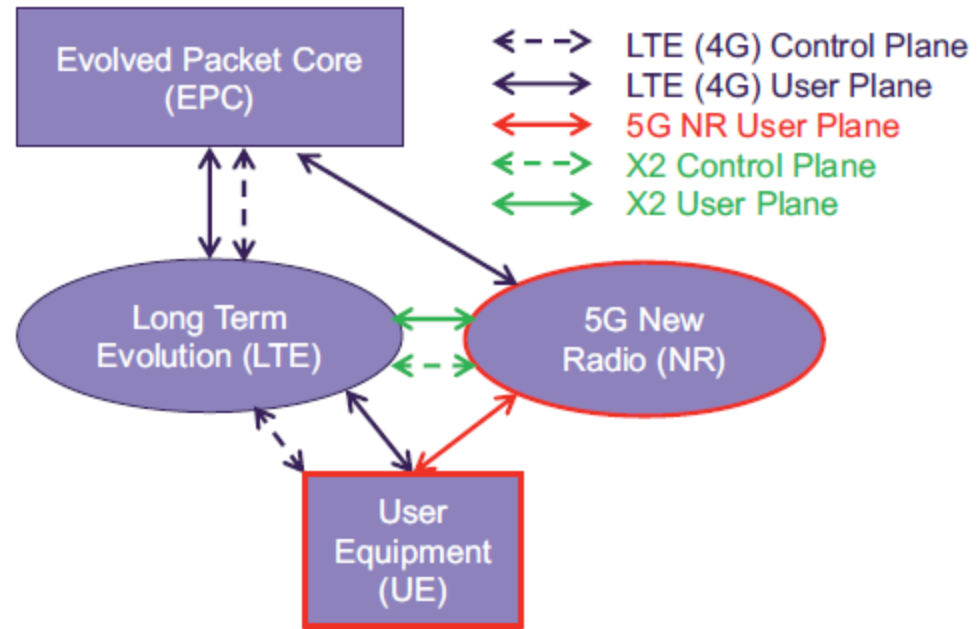 Evolved Packet Core
(EPC)
LTE (4G) Control Plane
LTE (4G) User Plane
5G NR User Plane
X2 Control Plane
X2 User Plane
Long Term
Evolution (LTE)
5G New
Radio (NR)
User
Equipment
(UE)